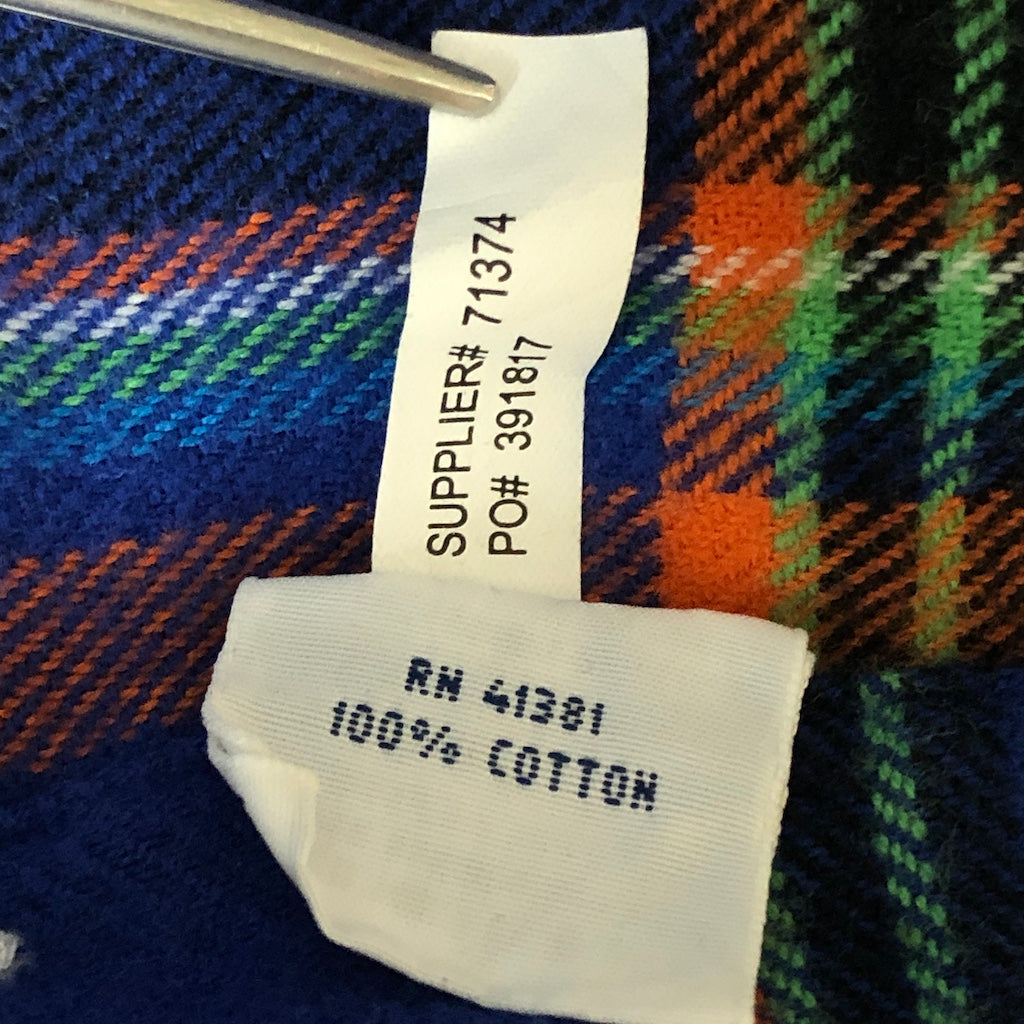 SUPPLIER# 71374
PO# 391817
RN 41381
100% COTTON